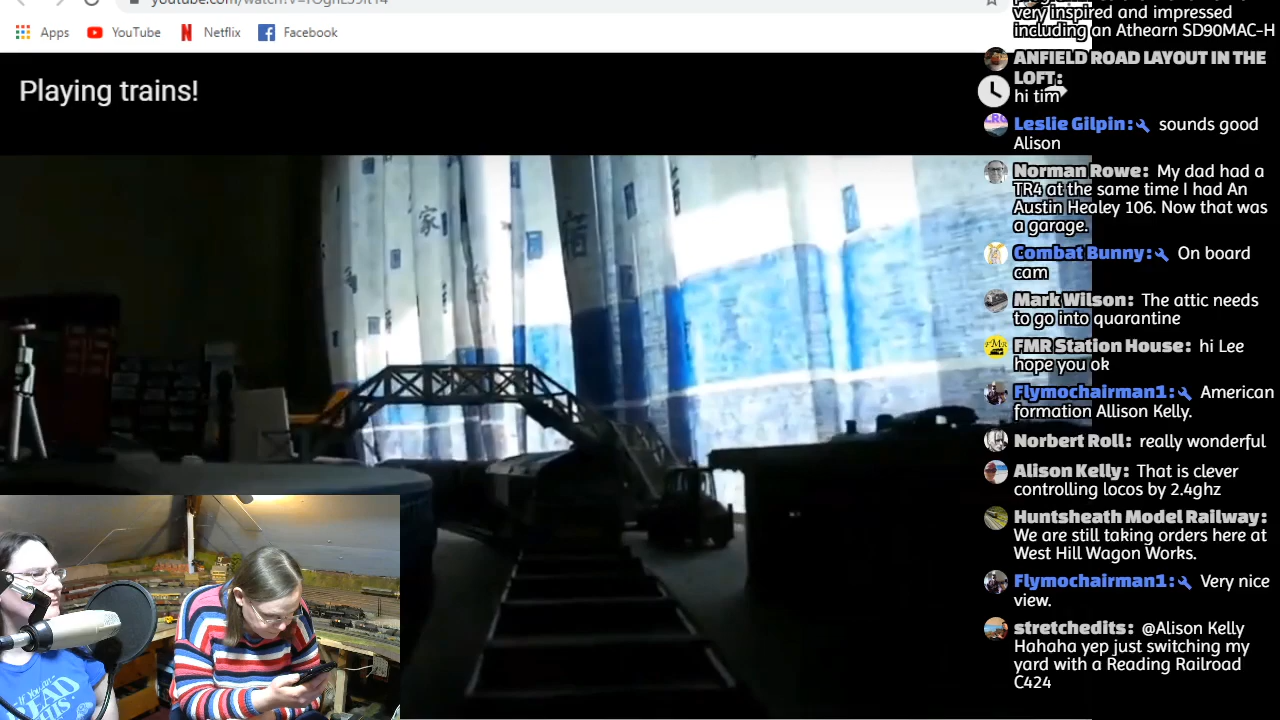 youtube.com/watch?v=
Apps YouTube Netflix Facebook
Playing trains!
家
宿
very inspired and impressed
including an Athearn SD90MAC-H
ANFIELD ROAD LAYOUT IN THE
LOFT:
hi tim
Leslie Gilpin: sounds good
Alison
Norman Rowe: My dad had a
TR4 at the same time I had An
Austin Healey 106. Now that was
a garage.
Combat Bunny: On board
cam
Mark Wilson: The attic needs
to go into quarantine
FMR Station House: hi Lee
hope you ok
Flymochairman1: American
formation Allison Kelly.
Norbert Roll: really wonderful
Alison Kelly: That is clever
controlling locos by 2.4ghz
Huntsheath Model Railway:
We are still taking orders here at
West Hill Wagon Works.
Flymochairman1: Very nice
view.
stretchedits: @Alison Kelly
Hahaha yep just switching my
yard with a Reading Railroad
C424